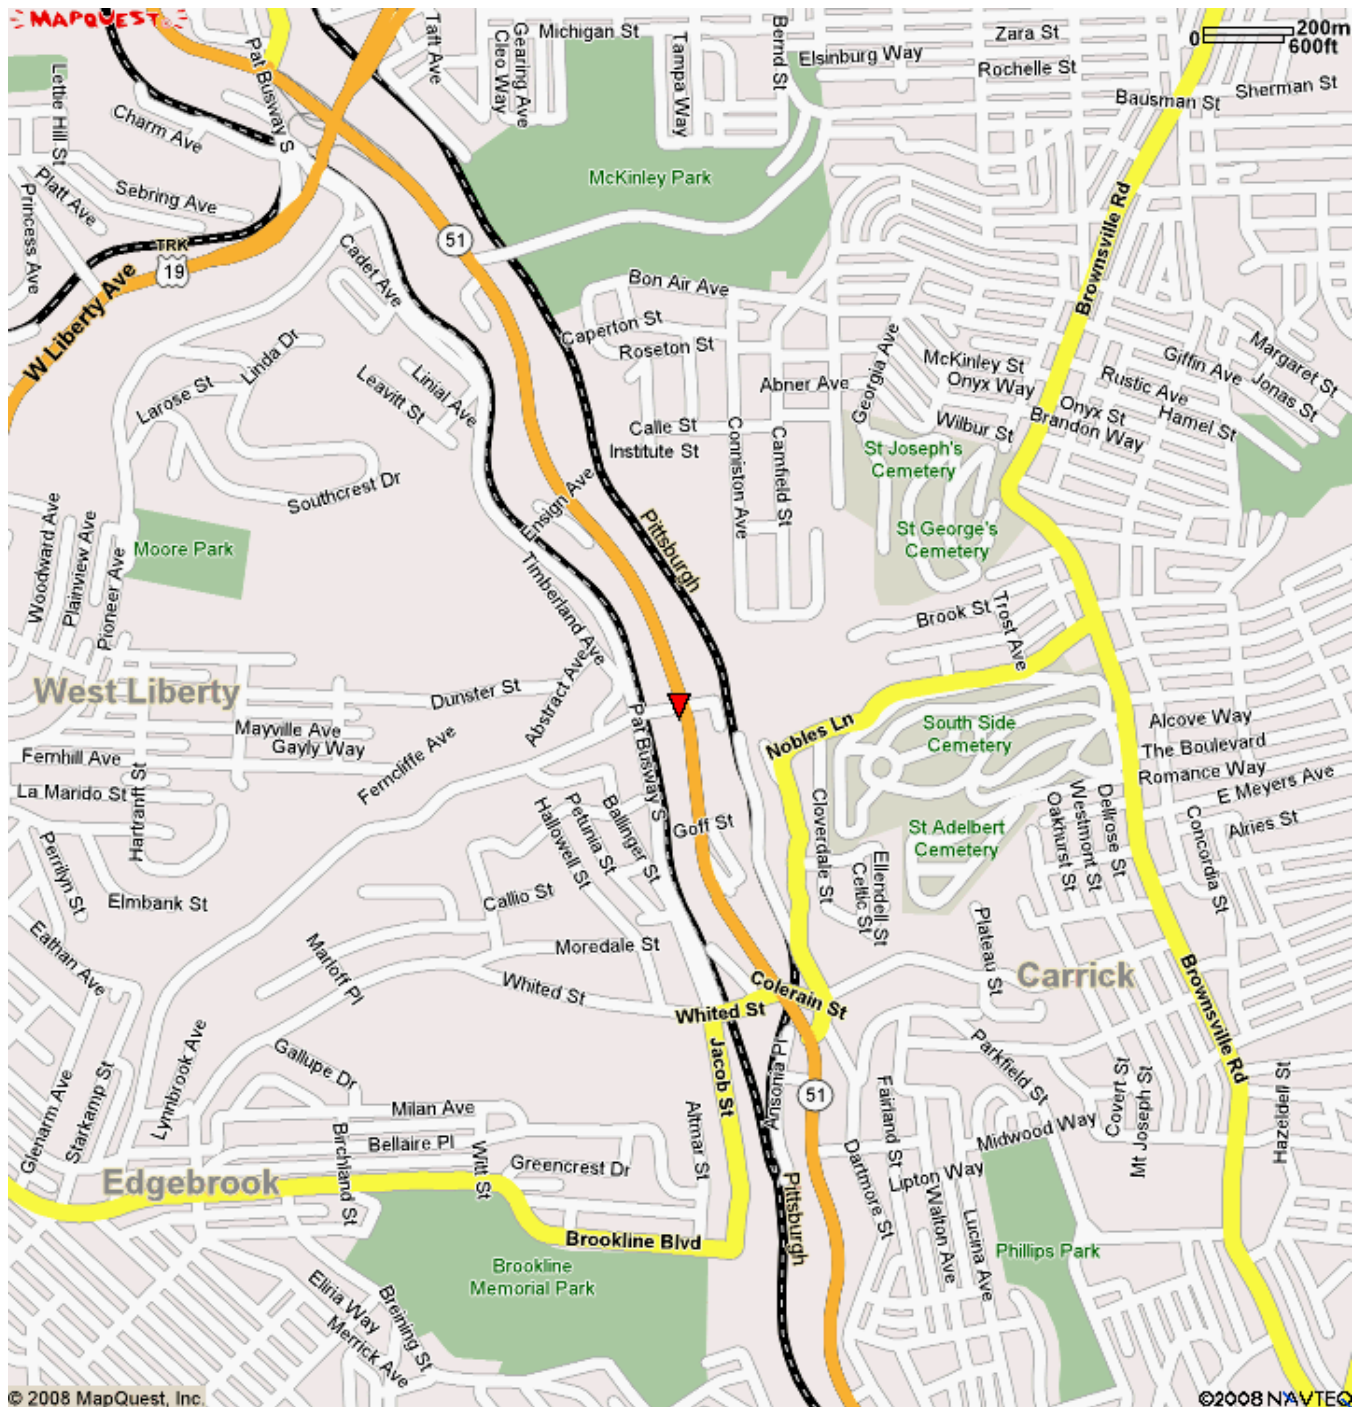 MAPQUEST
Michigan St
Taft Ave
Gearing Ave
Cleo Way
Tampa Way
Bernd St
Elsinburg Way
Zara St
Rochelle St
0
200m
600ft
Bausman St
Sherman St
Pat Busway S
Lettie Hill St
Charm Ave
Platt Ave
Sebring Ave
Princess Ave
McKinley Park
Brownsville Rd
TRK
19
51
Cadet Ave
W Liberty Ave
Bon Air Ave
Caperton St
Roseton St
Abner Ave
Georgia Ave
McKinley St
Onyx Way
Giffin Ave
Margaret St
Jonas St
Rustic Ave
Hamel St
Onyx St
Brandon Way
Wilbur St
Linda Dr
Larose St
Leavitt St
Linial Ave
Calle St
Institute St
Conniston Ave
Camfield St
St Joseph's
Cemetery
Southcrest Dr
Ensign Ave
Pittsburgh
St George's
Cemetery
Woodward Ave
Plainview Ave
Pioneer Ave
Moore Park
Timberland Ave
Brook St
Trost Ave
West Liberty
Dunster St
Abstract Ave
Mayville Ave
Gayly Way
Fernhill Ave
Ferncliffe Ave
Pat Busway S
Nobles Ln
South Side
Cemetery
Alcove Way
The Boulevard
Romance Way
E Meyers Ave
La Marido St
Hartranft St
Hallowell St
Petunia St
Ballinger St
Goff St
Cloverdale St
St Adelbert
Cemetery
Oakhurst St
Westmont St
Dellrose St
Concordia St
Alries St
Perrilyn St
Elmbank St
Callio St
Ellendell St
Celtic St
Eathan Ave
Marloff Pl
Moredale St
Plateau St
Carrick
Brownsville Rd
Whited St
Whited St
Colerain St
Lynnbrook Ave
Gallupe Dr
Jacob St
Ansonia Pl
Parkfield St
Glenarm Ave
Starkamp St
Milan Ave
Bellaire Pl
Altmar St
51
Fairland St
Covert St
Mt Joseph St
Hazeldell St
Midwood Way
Edgebrook
Birchland St
Witt St
Greencrest Dr
Dartmore St
Lipton Way
Walton Ave
Lucina Ave
Brookline Blvd
Pittsburgh
Phillips Park
Brookline
Memorial Park
Eliria Way
Breining St
Merrick Ave
© 2008 MapQuest, Inc.
©2008 NAVTEQ